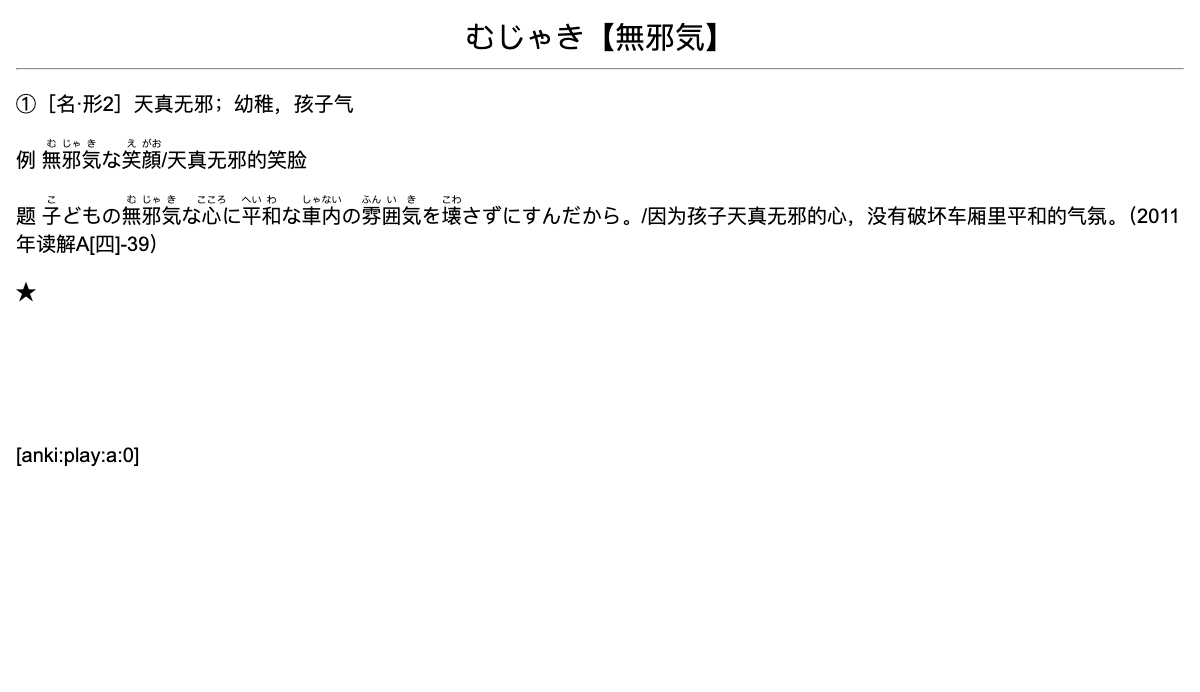 むじゃき【無邪気】
①［名·形2］天真无邪；幼稚，孩子气
む じゃ き え がお
例 無邪気な笑顔/天真无邪的笑脸
こ む じゃ き こころ へい わ しゃない ふん い き こわ
题 子どもの無邪気な心に平和な車内の雰囲気を壊さずにすんだから。/因为孩子天真无邪的心，没有破坏车厢里平和的气氛。（2011
年读解A[四]-39）
★
[anki:play:a:0]